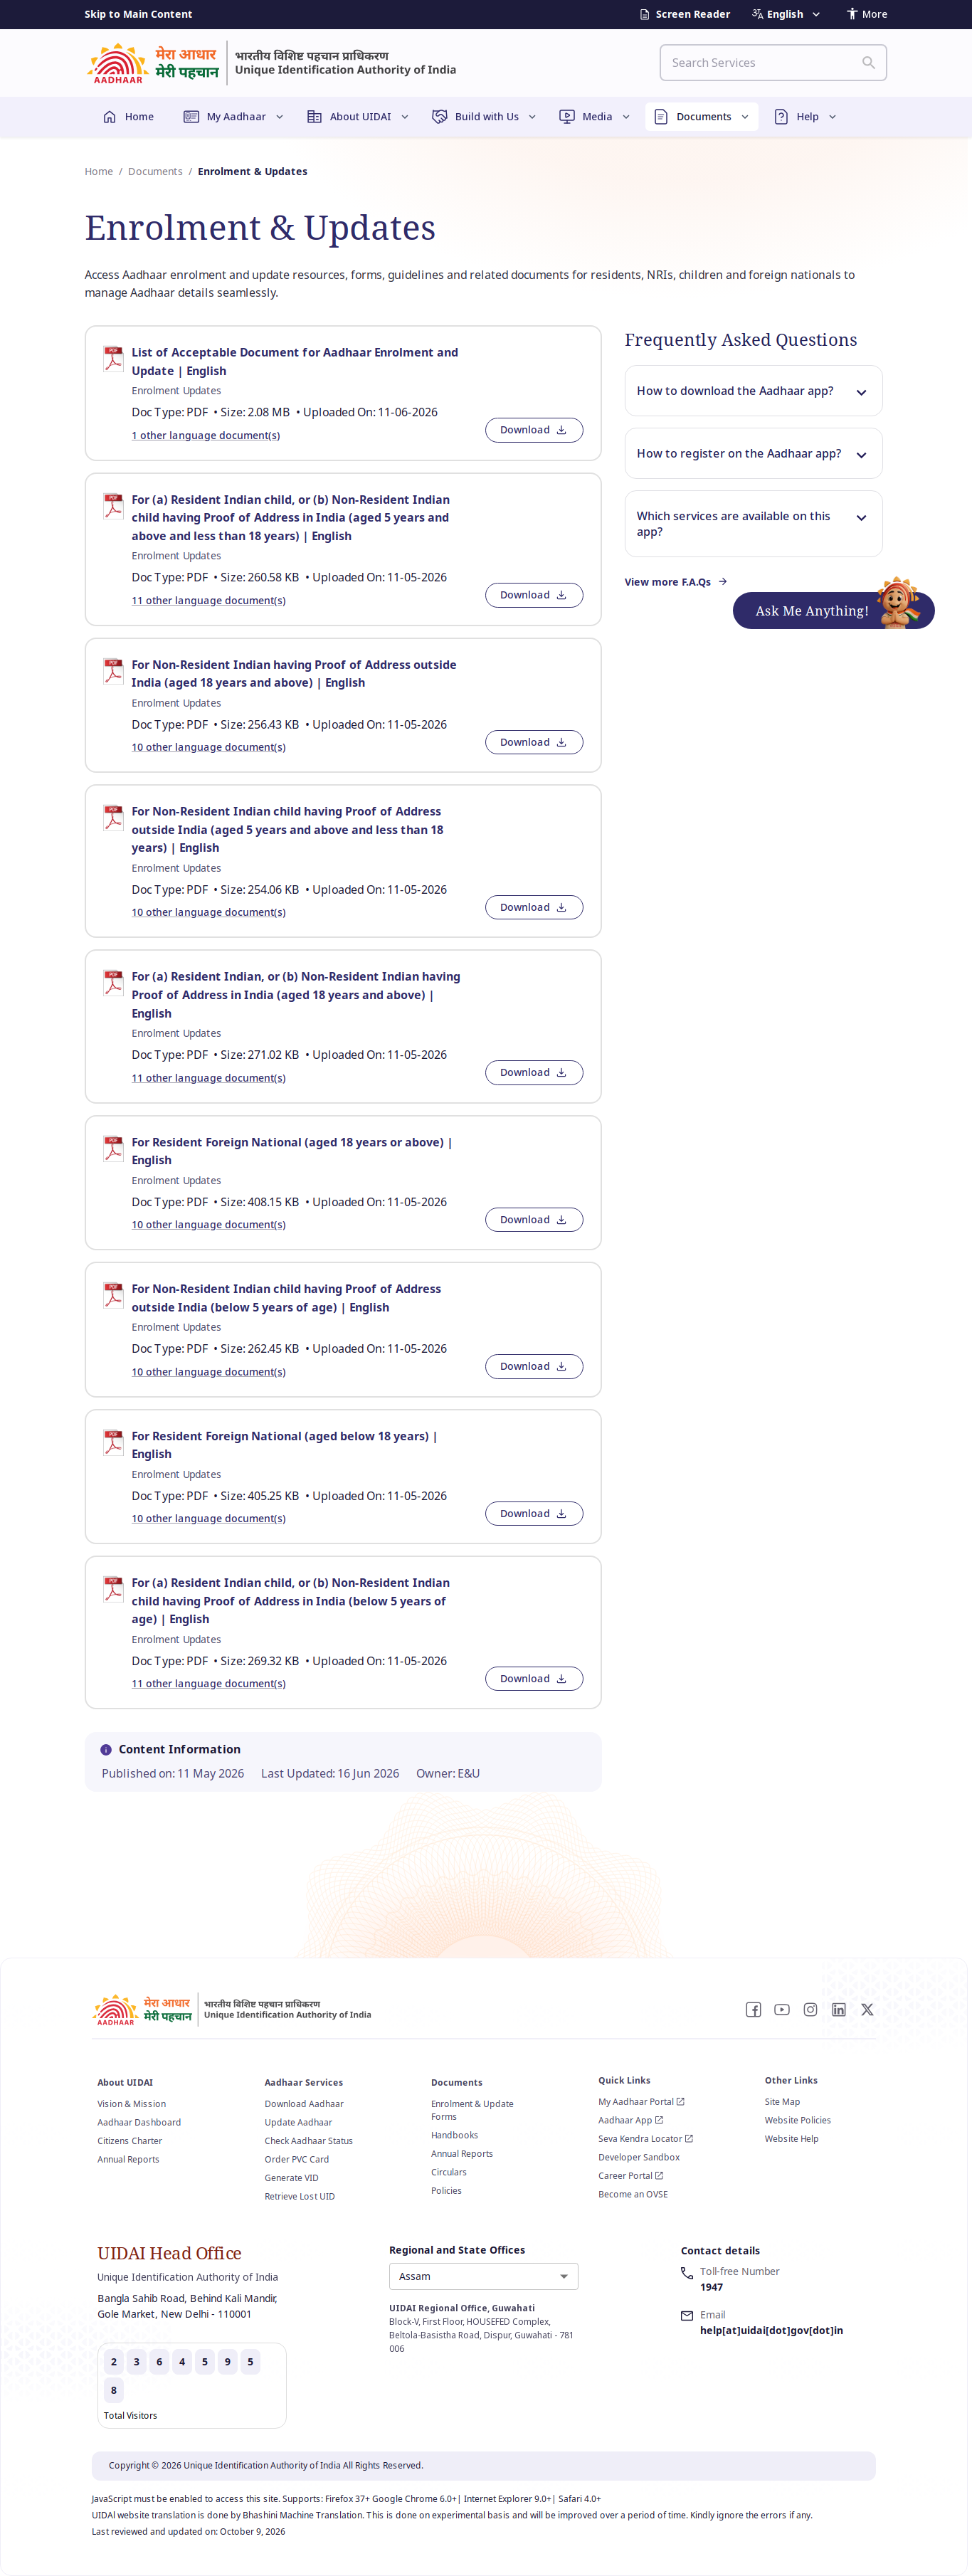 Skip to Main Content
Screen Reader
English
More
AADHAAR
मेरा आधार
मेरी पहचान
भारतीय विशिष्ट पहचान प्राधिकरण
Unique Identification Authority of India
Search Services
Home
My Aadhaar
About UIDAI
Build with Us
Media
Documents
Help
Home / Documents / Enrolment & Updates
Enrolment & Updates
Access Aadhaar enrolment and update resources, forms, guidelines and related documents for residents, NRIs, children and foreign nationals to
manage Aadhaar details seamlessly.
List of Acceptable Document for Aadhaar Enrolment and
Update | English
Enrolment Updates
Doc Type: PDF • Size: 2.08 MB • Uploaded On: 11-06-2026
1 other language document(s)
Download
For (a) Resident Indian child, or (b) Non-Resident Indian
child having Proof of Address in India (aged 5 years and
above and less than 18 years) | English
Enrolment Updates
Doc Type: PDF • Size: 260.58 KB • Uploaded On: 11-05-2026
11 other language document(s)
Download
For Non-Resident Indian having Proof of Address outside
India (aged 18 years and above) | English
Enrolment Updates
Doc Type: PDF • Size: 256.43 KB • Uploaded On: 11-05-2026
10 other language document(s)
Download
For Non-Resident Indian child having Proof of Address
outside India (aged 5 years and above and less than 18
years) | English
Enrolment Updates
Doc Type: PDF • Size: 254.06 KB • Uploaded On: 11-05-2026
10 other language document(s)
Download
For (a) Resident Indian, or (b) Non-Resident Indian having
Proof of Address in India (aged 18 years and above) |
English
Enrolment Updates
Doc Type: PDF • Size: 271.02 KB • Uploaded On: 11-05-2026
11 other language document(s)
Download
For Resident Foreign National (aged 18 years or above) |
English
Enrolment Updates
Doc Type: PDF • Size: 408.15 KB • Uploaded On: 11-05-2026
10 other language document(s)
Download
For Non-Resident Indian child having Proof of Address
outside India (below 5 years of age) | English
Enrolment Updates
Doc Type: PDF • Size: 262.45 KB • Uploaded On: 11-05-2026
10 other language document(s)
Download
For Resident Foreign National (aged below 18 years) |
English
Enrolment Updates
Doc Type: PDF • Size: 405.25 KB • Uploaded On: 11-05-2026
10 other language document(s)
Download
For (a) Resident Indian child, or (b) Non-Resident Indian
child having Proof of Address in India (below 5 years of
age) | English
Enrolment Updates
Doc Type: PDF • Size: 269.32 KB • Uploaded On: 11-05-2026
11 other language document(s)
Download
Content Information
Published on: 11 May 2026 Last Updated: 16 Jun 2026 Owner: E&U
Frequently Asked Questions
How to download the Aadhaar app?
How to register on the Aadhaar app?
Which services are available on this
app?
View more F.A.Qs
Ask Me Anything!
AADHAAR
मेरा आधार
मेरी पहचान
भारतीय विशिष्ट पहचान प्राधिकरण
Unique Identification Authority of India
About UIDAI
Vision & Mission
Aadhaar Dashboard
Citizens Charter
Annual Reports
Aadhaar Services
Download Aadhaar
Update Aadhaar
Check Aadhaar Status
Order PVC Card
Generate VID
Retrieve Lost UID
Documents
Enrolment & Update
Forms
Handbooks
Annual Reports
Circulars
Policies
Quick Links
My Aadhaar Portal
Aadhaar App
Seva Kendra Locator
Developer Sandbox
Career Portal
Become an OVSE
Other Links
Site Map
Website Policies
Website Help
UIDAI Head Office
Unique Identification Authority of India
Bangla Sahib Road, Behind Kali Mandir,
Gole Market, New Delhi - 110001
2 3 6 4 5 9 5
8
Total Visitors
Regional and State Offices
Assam
UIDAI Regional Office, Guwahati
Block-V, First Floor, HOUSEFED Complex,
Beltola-Basistha Road, Dispur, Guwahati - 781
006
Contact details
Toll-free Number
1947
Email
help[at]uidai[dot]gov[dot]in
Copyright © 2026 Unique Identification Authority of India All Rights Reserved.
JavaScript must be enabled to access this site. Supports: Firefox 37+ Google Chrome 6.0+| Internet Explorer 9.0+| Safari 4.0+
UIDAI website translation is done by Bhashini Machine Translation. This is done on experimental basis and will be improved over a period of time. Kindly ignore the errors if any.
Last reviewed and updated on: October 9, 2026